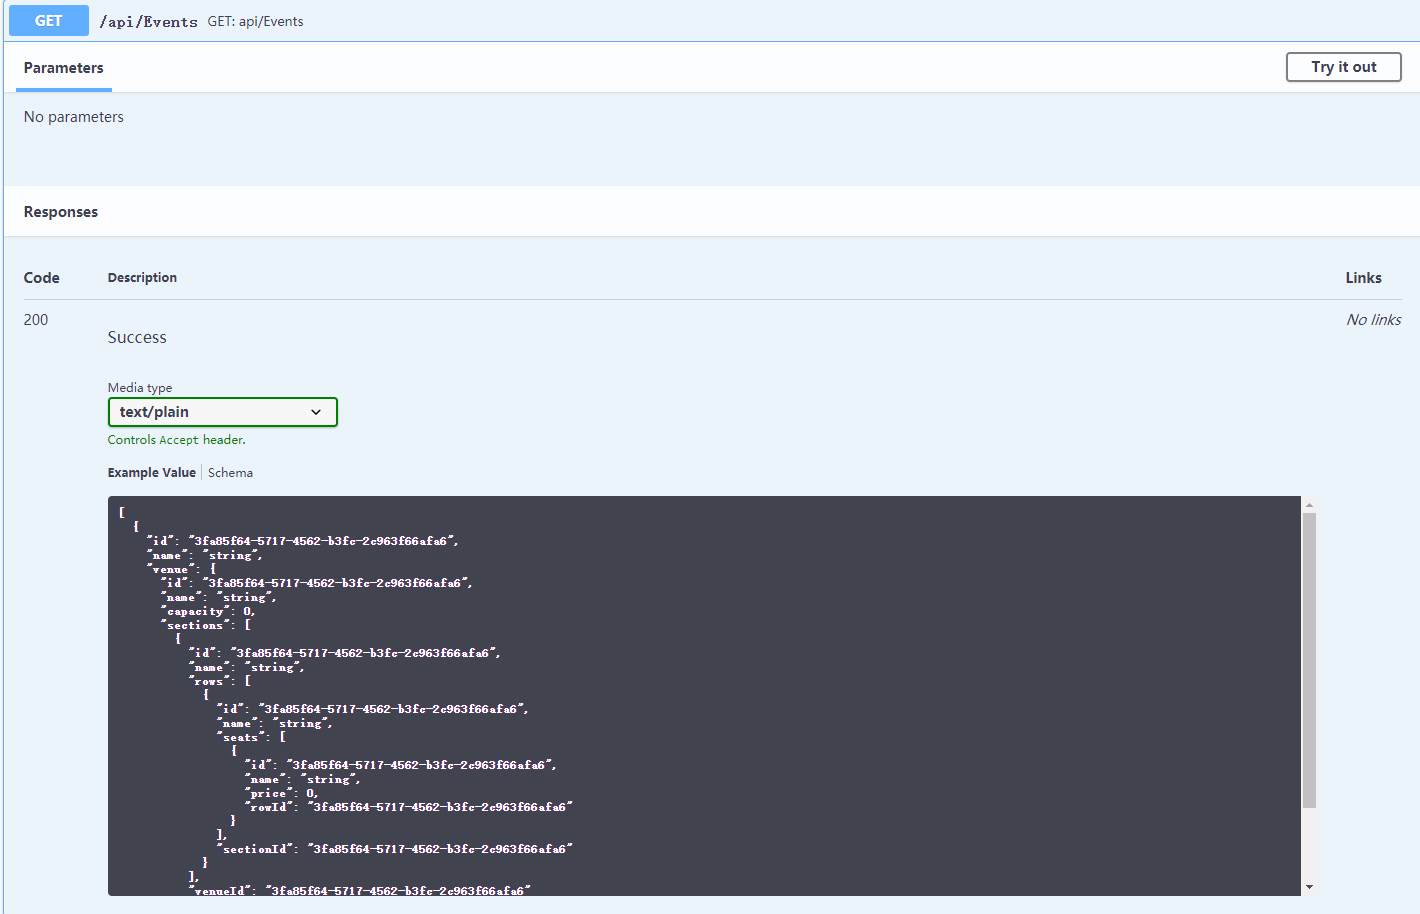 GET /api/Events GET: api/Events
Parameters Try it out
No parameters
Responses
Code Description Links
200 Success No links
Media type
text/plain
Controls Accept header.
Example Value Schema
[
{
"id": "3fa85f64-5717-4562-b3fc-2c963f66afa6",
"name": "string",
"venue": {
"id": "3fa85f64-5717-4562-b3fc-2c963f66afa6",
"name": "string",
"capacity": 0,
"sections": [
{
"id": "3fa85f64-5717-4562-b3fc-2c963f66afa6",
"name": "string",
"rows": [
{
"id": "3fa85f64-5717-4562-b3fc-2c963f66afa6",
"name": "string",
"seats": [
{
"id": "3fa85f64-5717-4562-b3fc-2c963f66afa6",
"name": "string",
"price": 0,
"rowId": "3fa85f64-5717-4562-b3fc-2c963f66afa6"
}
],
"sectionId": "3fa85f64-5717-4562-b3fc-2c963f66afa6"
}
],
"venueId": "3fa85f64-5717-4562-b3fc-2c963f66afa6"